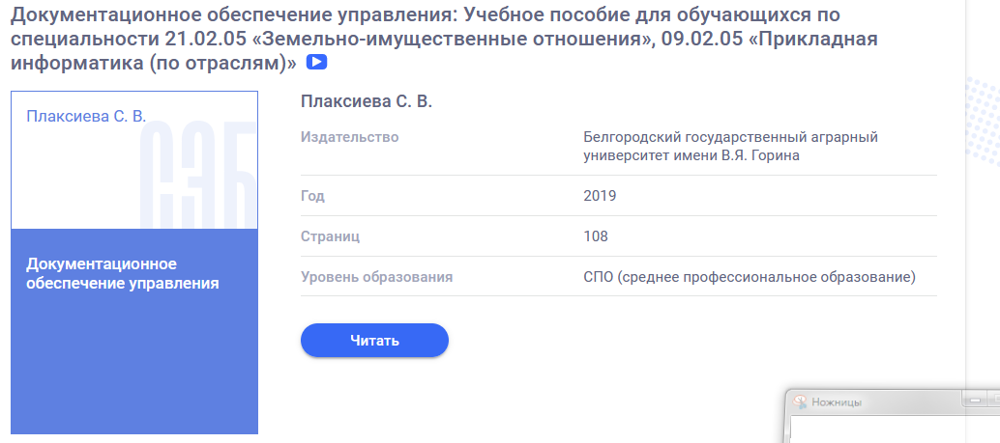 Документационное обеспечение управления: Учебное пособие для обучающихся по
специальности 21.02.05 «Земельно-имущественные отношения», 09.02.05 «Прикладная
информатика (по отраслям)»
Плаксиева С. В.
СЭБ
Документационное
обеспечение управления
Плаксиева С. В.
Издательство
Белгородский государственный аграрный
университет имени В.Я. Горина
Год
2019
Страниц
108
Уровень образования
СПО (среднее профессиональное образование)
Читать
Ножницы